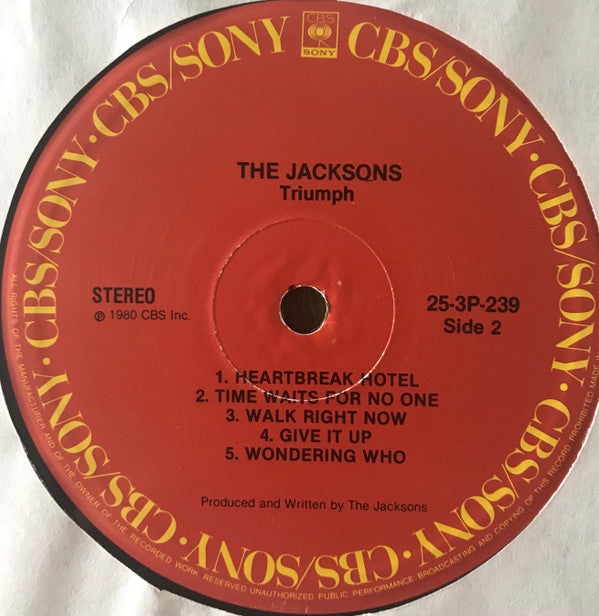 CBS
SONY
CBS/SONY · CBS/SONY · CBS/SONY · CBS/SONY · CBS/SONY · CBS/SONY · CBS/SONY · CBS/SONY
THE JACKSONS
Triumph
STEREO
℗ 1980 CBS Inc.
25-3P-239
Side 2
1. HEARTBREAK HOTEL
2. TIME WAITS FOR NO ONE
3. WALK RIGHT NOW
4. GIVE IT UP
5. WONDERING WHO
Produced and Written by The Jacksons
ALL RIGHTS OF THE MANUFACTURER AND OF THE OWNER OF THE RECORDED WORK RESERVED UNAUTHORIZED PUBLIC PERFORMANCE BROADCASTING AND COPYING OF THIS RECORD PROHIBITED MADE IN